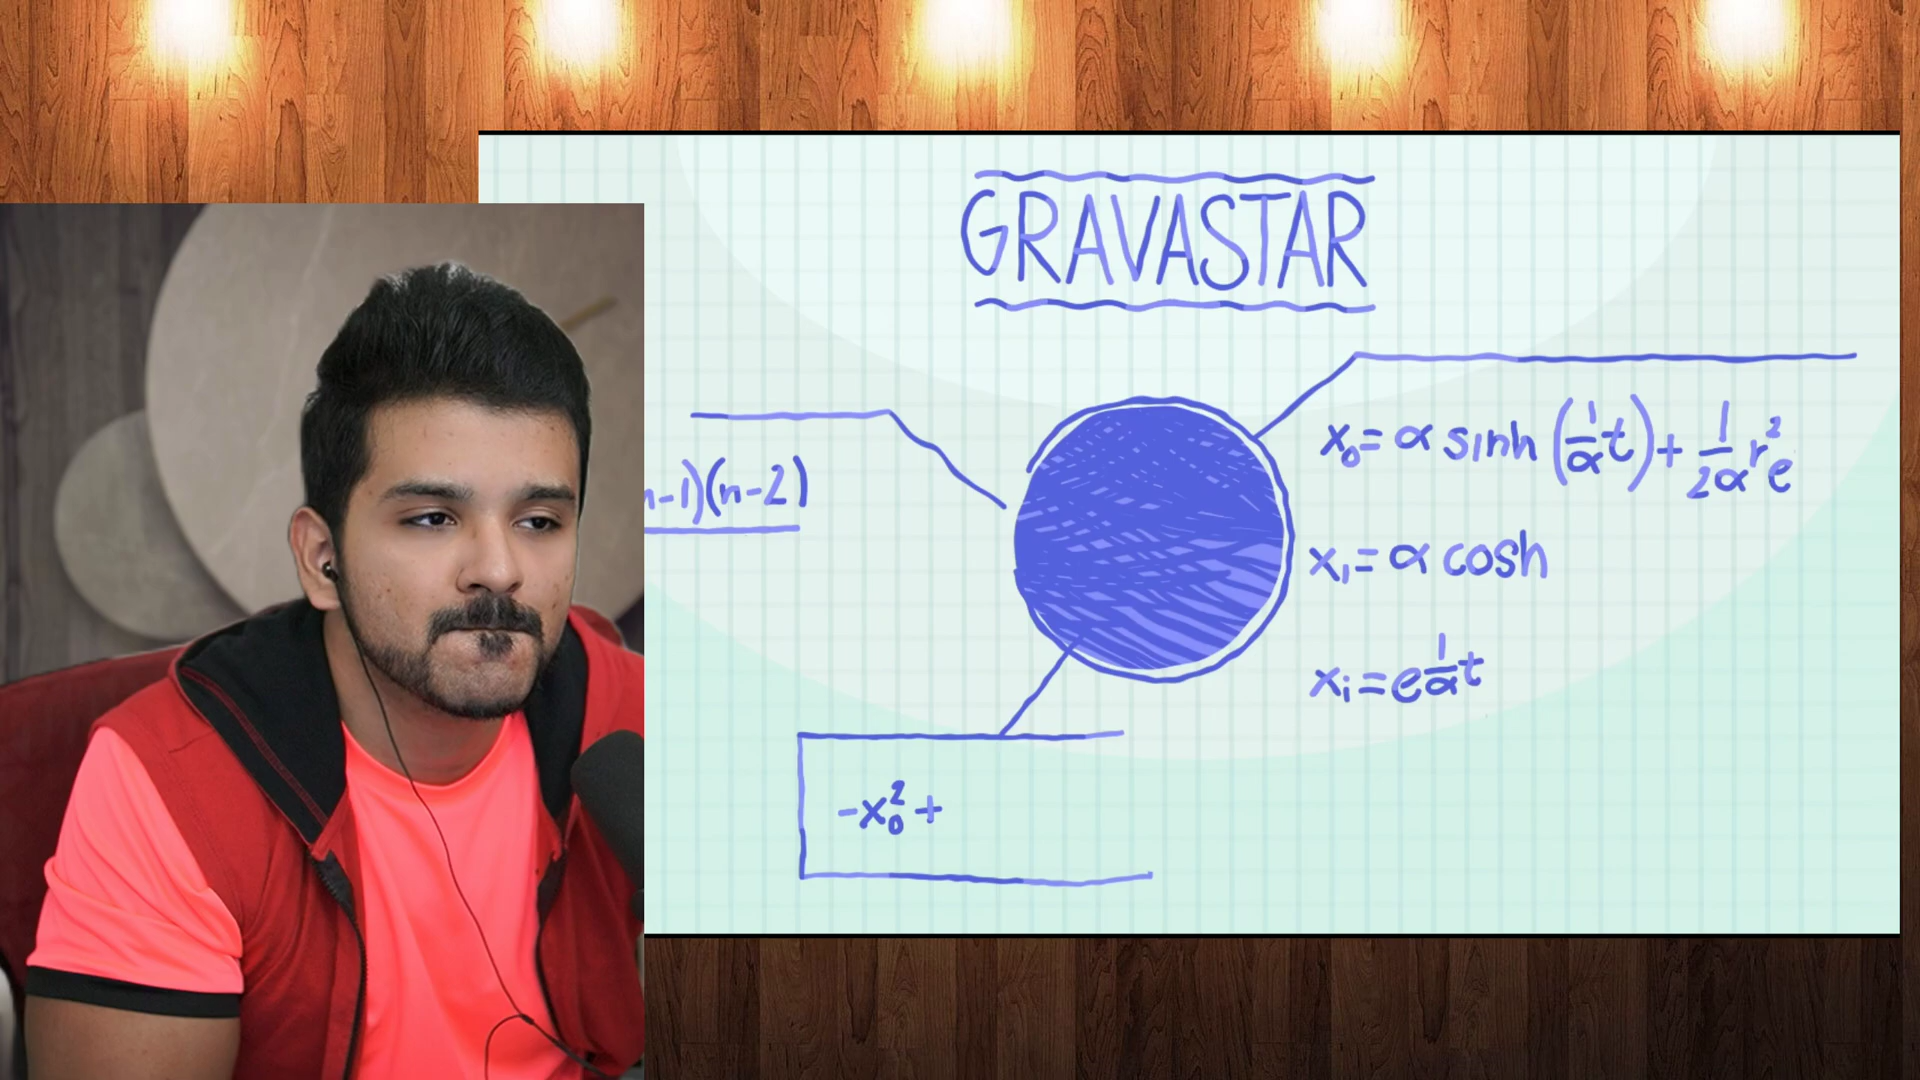 GRAVASTAR
x₀= α sinh (1/α t)+ 1/2α r²e
n-1)(n-2)
x₁= α cosh
xᵢ=e 1/α t
-x₀²+